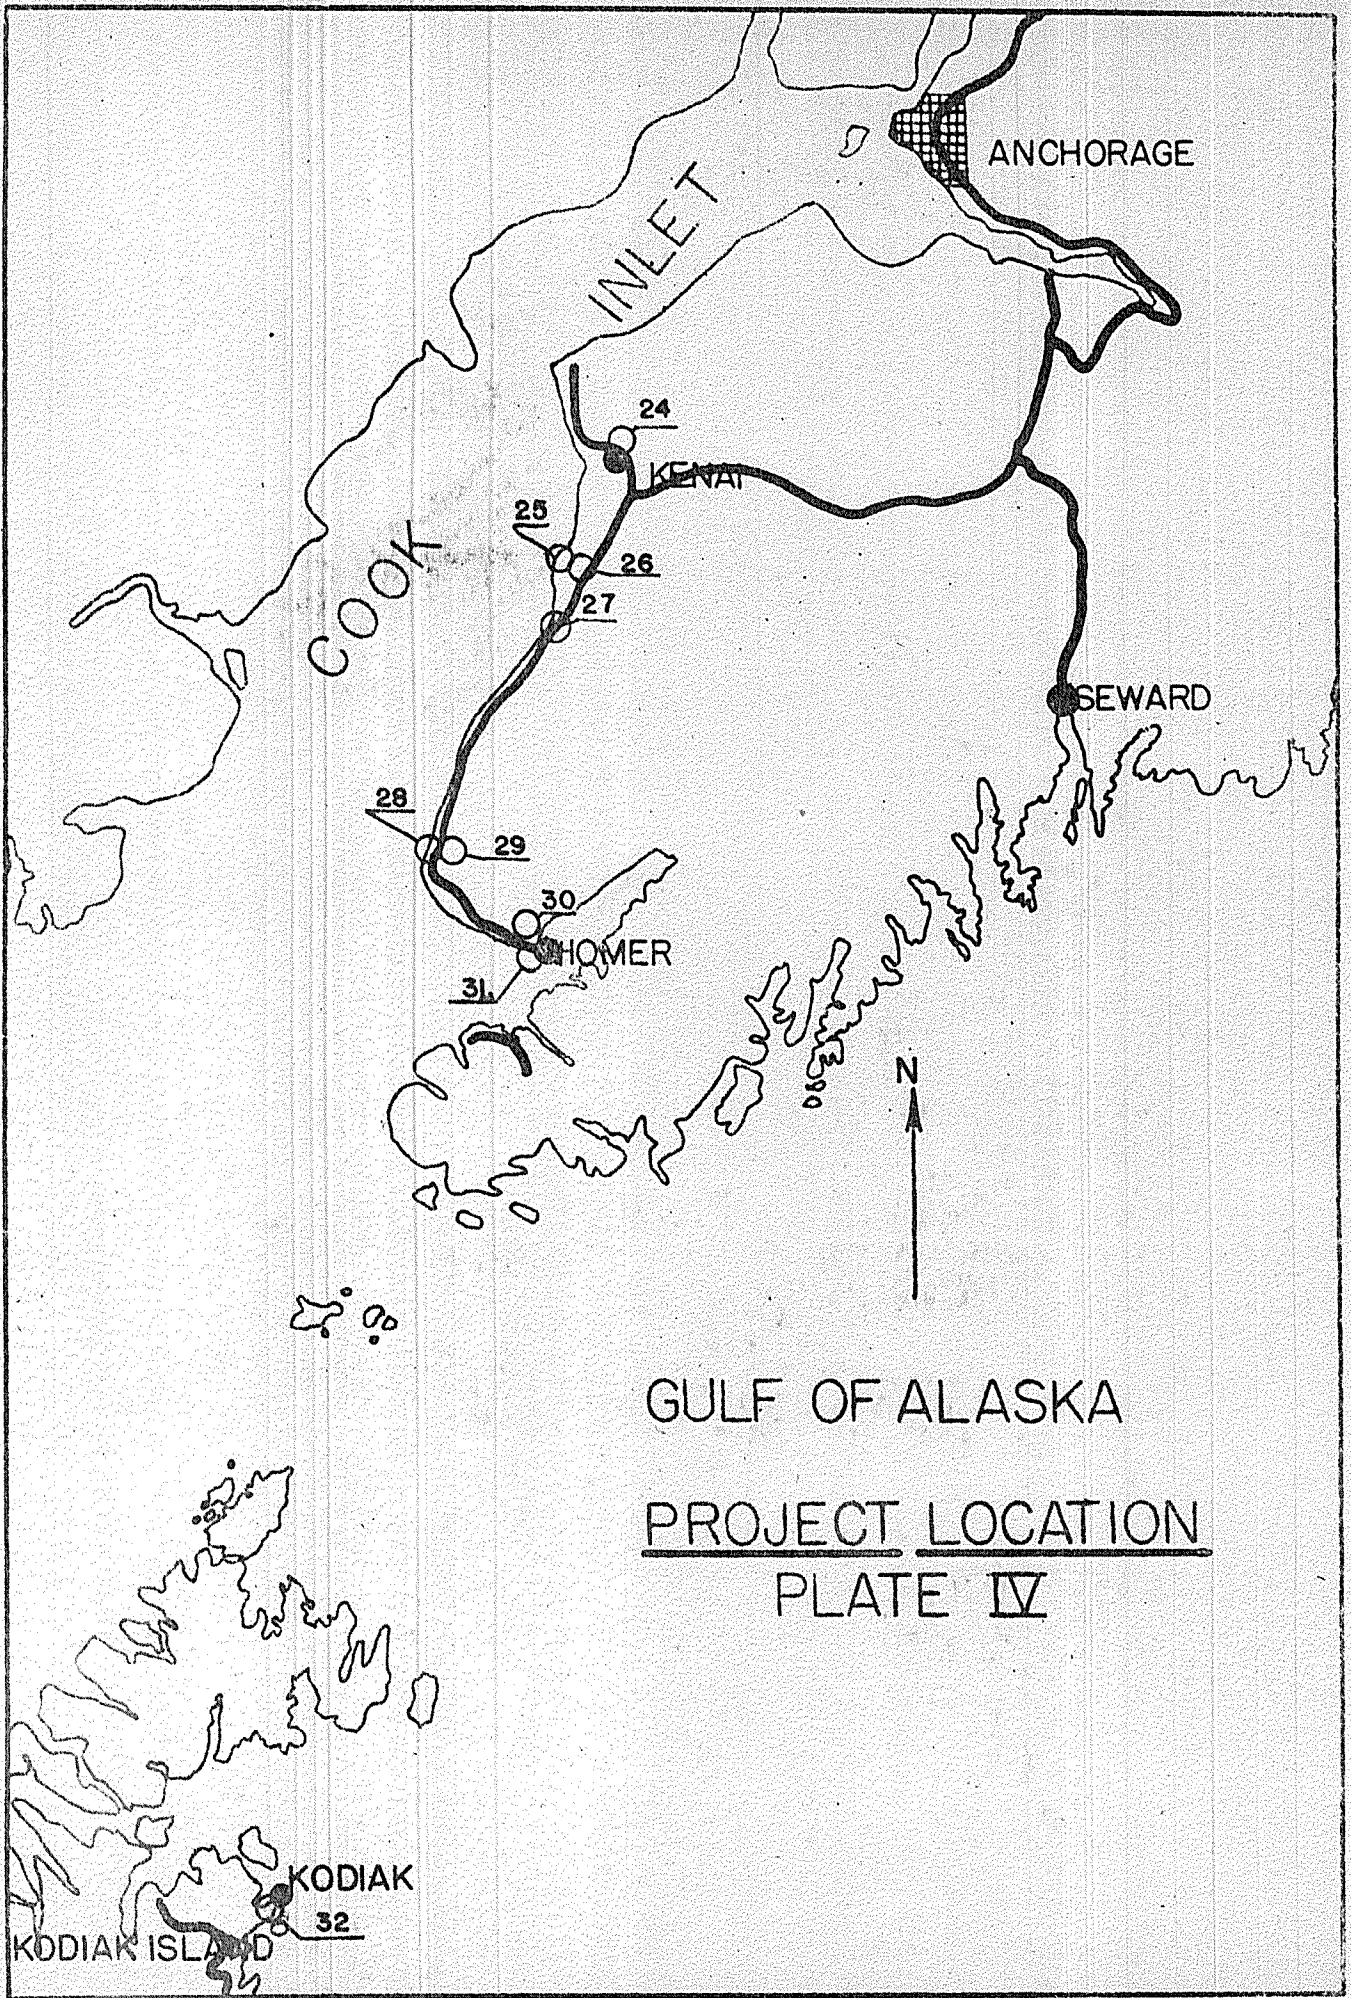 ANCHORAGE
COOK INLET
24
KENAI
25
26
27
SEWARD
28
29
30
HOMER
31
N
GULF OF ALASKA
PROJECT LOCATION
PLATE IV
KODIAK
32
KODIAK ISLAND